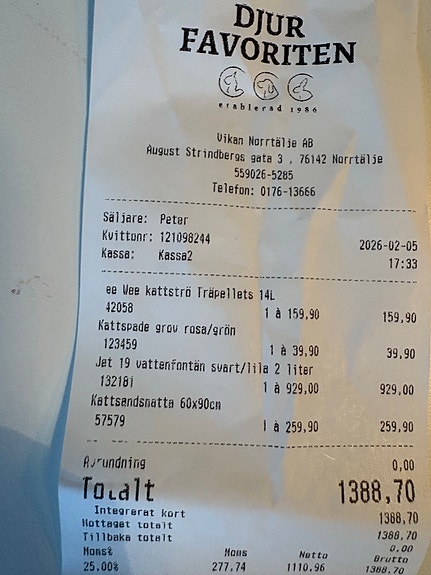 DJUR
FAVORITEN
etablerad 1986
Vikan Norrtälje AB
August Strindbergs gata 3 , 76142 Norrtälje
559026-5285
Telefon: 0176-13666
Säljare: Peter
Kvittonr: 121098244
2026-02-05
Kassa: Kassa2
17:33
ee Wee kattströ Träpellets 14L
42058 1 à 159,90 159,90
Kattspade grov rosa/grön
123459 1 à 39,90 39,90
Jet 19 vattenfontän svart/lila 2 liter
13218i 1 à 929,00 929,00
Kattsandsmatta 60x90cm
57579 1 à 259,90 259,90
Avrundning 0,00
Totalt 1388,70
Integrerat kort 1388,70
Mottaget totalt 1388,70
Tillbaka totalt 0,00
Moms% Moms Netto Brutto
25.00% 277.74 1110.96 1388.70